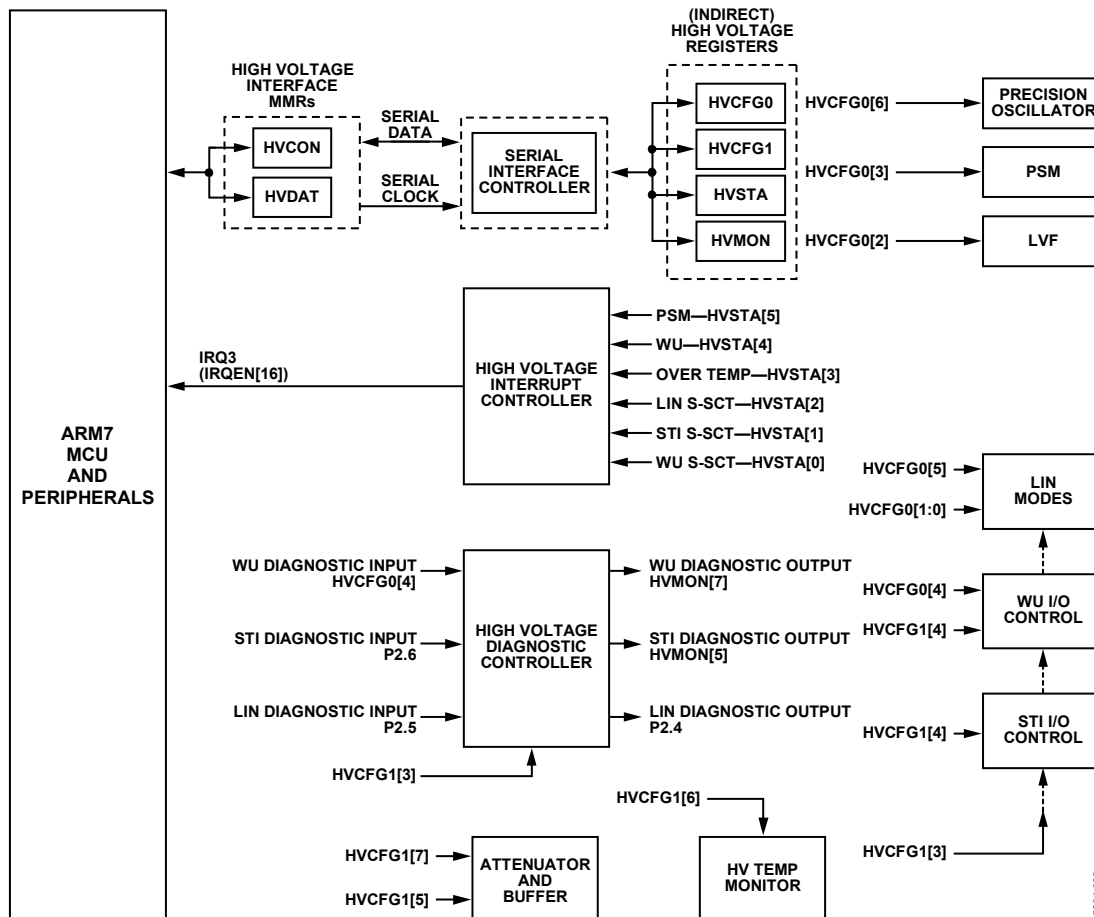 (INDIRECT)
HIGH VOLTAGE
REGISTERS
HIGH VOLTAGE
INTERFACE
MMRs
HVCON
HVDAT
SERIAL
DATA
SERIAL
CLOCK
SERIAL
INTERFACE
CONTROLLER
HVCFG0
HVCFG1
HVSTA
HVMON
HVCFG0[6]
PRECISION
OSCILLATOR
HVCFG0[3]
PSM
HVCFG0[2]
LVF
ARM7
MCU
AND
PERIPHERALS
IRQ3
(IRQEN[16])
HIGH VOLTAGE
INTERRUPT
CONTROLLER
PSM—HVSTA[5]
WU—HVSTA[4]
OVER TEMP—HVSTA[3]
LIN S-SCT—HVSTA[2]
STI S-SCT—HVSTA[1]
WU S-SCT—HVSTA[0]
HVCFG0[5]
HVCFG0[1:0]
LIN
MODES
WU DIAGNOSTIC INPUT
HVCFG0[4]
STI DIAGNOSTIC INPUT
P2.6
LIN DIAGNOSTIC INPUT
P2.5
HIGH VOLTAGE
DIAGNOSTIC
CONTROLLER
HVCFG1[3]
WU DIAGNOSTIC OUTPUT
HVMON[7]
STI DIAGNOSTIC OUTPUT
HVMON[5]
LIN DIAGNOSTIC OUTPUT
P2.4
HVCFG0[4]
HVCFG1[4]
WU I/O
CONTROL
HVCFG1[4]
STI I/O
CONTROL
HVCFG1[3]
HVCFG1[7]
HVCFG1[5]
ATTENUATOR
AND
BUFFER
HVCFG1[6]
HV TEMP
MONITOR